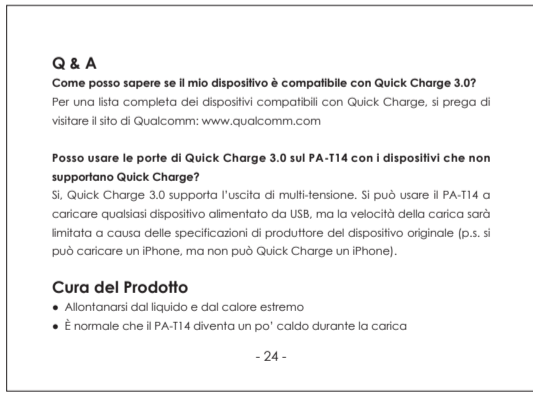 Q & A
Come posso sapere se il mio dispositivo è compatibile con Quick Charge 3.0?
Per una lista completa dei dispositivi compatibili con Quick Charge, si prega di
visitare il sito di Qualcomm: www.qualcomm.com
Posso usare le porte di Quick Charge 3.0 sul PA-T14 con i dispositivi che non
supportano Quick Charge?
Si, Quick Charge 3.0 supporta l'uscita di multi-tensione. Si può usare il PA-T14 a
caricare qualsiasi dispositivo alimentato da USB, ma la velocità della carica sarà
limitata a causa delle specificazioni di produttore del dispositivo originale (p.s. si
può caricare un iPhone, ma non può Quick Charge un iPhone).
Cura del Prodotto
● Allontanarsi dal liquido e dal calore estremo
● È normale che il PA-T14 diventa un po' caldo durante la carica
- 24 -